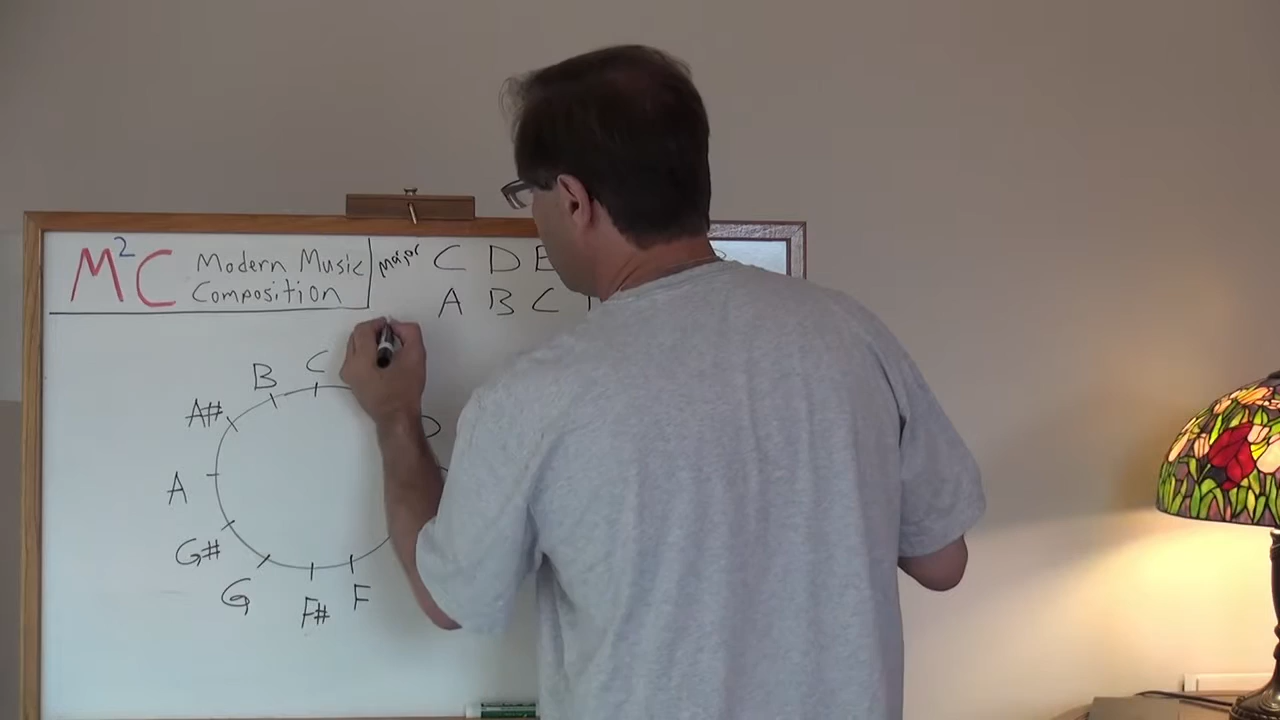 M²C Modern Music
Composition
Major C D E
A B C
C
B
A#
D
A
G#
G
F
F#